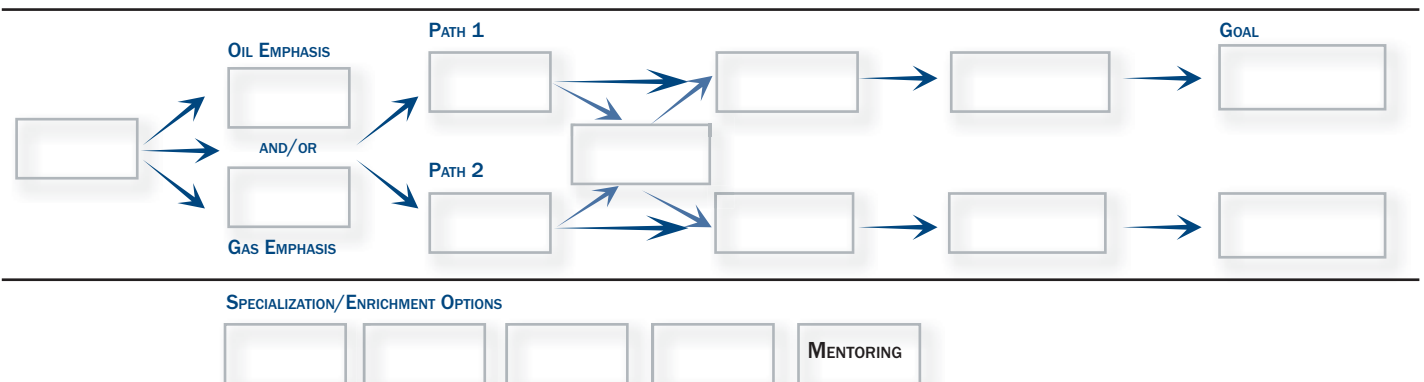 Path 1
Goal
Oil Emphasis
and/or
Path 2
Gas Emphasis
Specialization/Enrichment Options
Mentoring